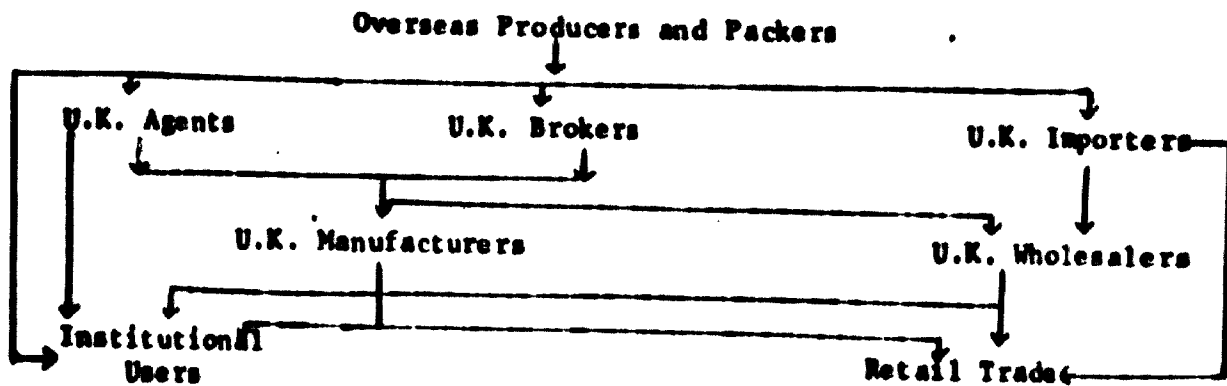 Overseas Producers and Packers
U.K. Agents
U.K. Brokers
U.K. Importers
U.K. Manufacturers
U.K. Wholesalers
Institutional
Users
Retail Trade